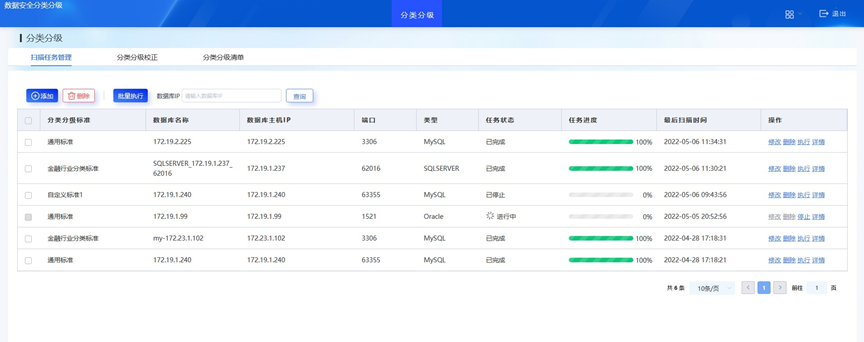 数据安全分类分级
分类分级
退出
分类分级
扫描任务管理 分类分级校正 分类分级清单
添加 删除 批量执行 数据库IP 请输入数据库IP 查询
分类分级标准 数据库名称 数据库主机IP 端口 类型 任务状态 任务进度 最后扫描时间 操作
通用标准 172.19.2.225 172.19.2.225 3306 MySQL 已完成 100% 2022-05-06 11:34:31 修改 删除 执行 详情
金融行业分类标准 SQLSERVER_172.19.1.237_ 172.19.1.237 62016 SQLSERVER 已完成 100% 2022-05-06 11:30:21 修改 删除 执行 详情
62016
自定义标准1 172.19.1.240 172.19.1.240 63355 MySQL 已停止 0% 2022-05-06 09:43:56 修改 删除 执行 详情
通用标准 172.19.1.99 172.19.1.99 1521 Oracle 进行中 0% 2022-05-05 20:52:56 修改 删除 停止 详情
金融行业分类标准 my-172.23.1.102 172.23.1.102 3306 MySQL 已完成 100% 2022-04-28 17:18:31 修改 删除 执行 详情
通用标准 172.19.1.240 172.19.1.240 63355 MySQL 已完成 100% 2022-04-28 17:18:21 修改 删除 执行 详情
共 6 条 10条/页 1 前往 1 页